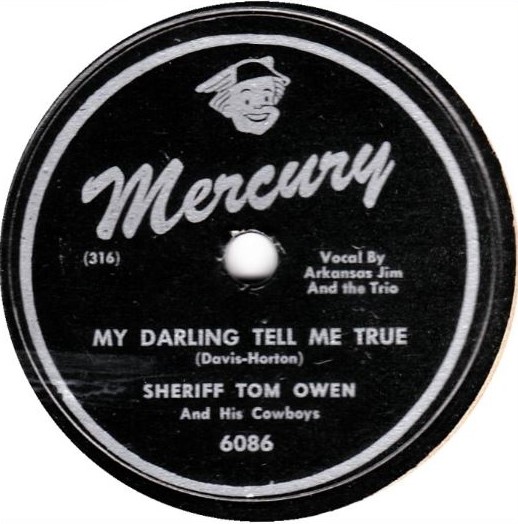 Mercury
(316)
Vocal By
Arkansas Jim
And the Trio
MY DARLING TELL ME TRUE
(Davis-Horton)
SHERIFF TOM OWEN
And His Cowboys
6086